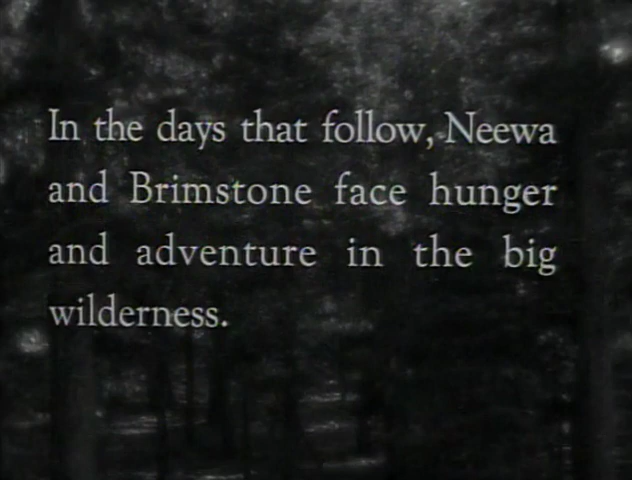 In the days that follow, Neewa
and Brimstone face hunger
and adventure in the big
wilderness.